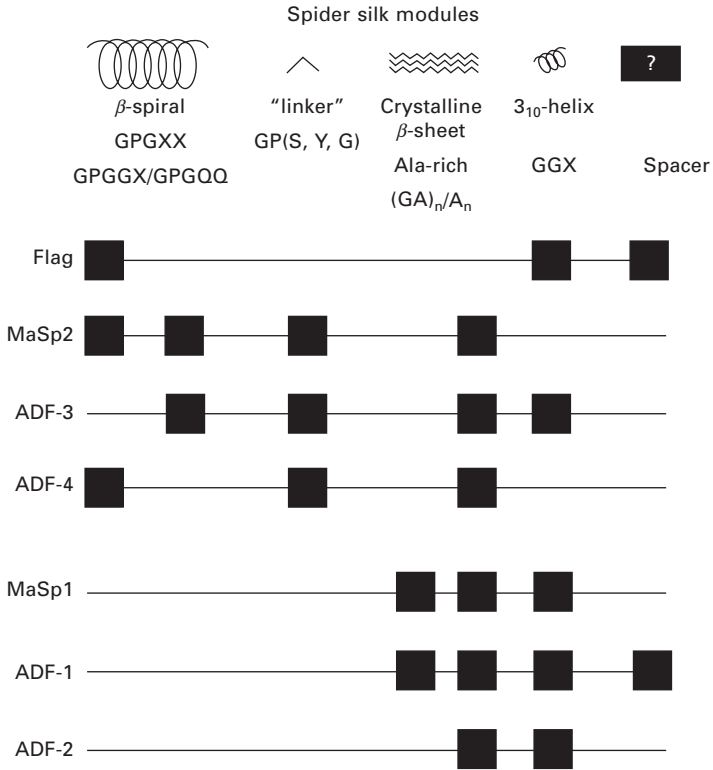 Spider silk modules
?
β-spiral “linker” Crystalline β-sheet 3₁₀-helix
GPGXX GP(S, Y, G)
GPGGX/GPGQQ Ala-rich GGX Spacer
(GA)ₙ/Aₙ
Flag
MaSp2
ADF-3
ADF-4
MaSp1
ADF-1
ADF-2